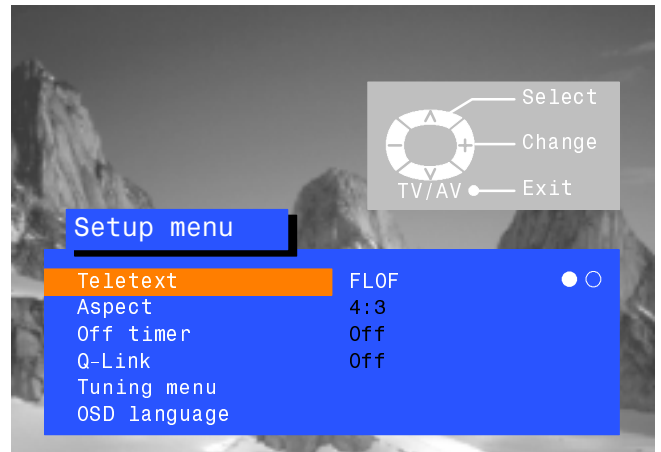 Select
Change
TV/AV Exit
Setup menu
Teletext FLOF
Aspect 4:3
Off timer Off
Q-Link Off
Tuning menu
OSD language